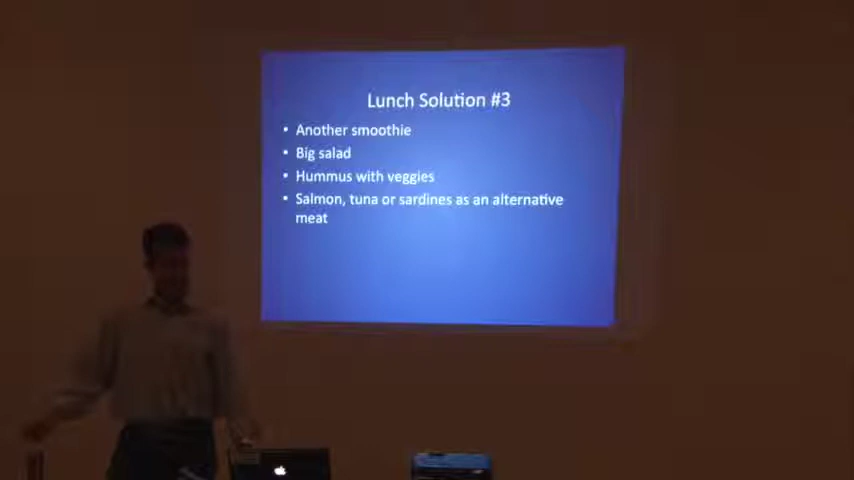 Lunch Solution #3
• Another smoothie
• Big salad
• Hummus with veggies
• Salmon, tuna or sardines as an alternative
meat